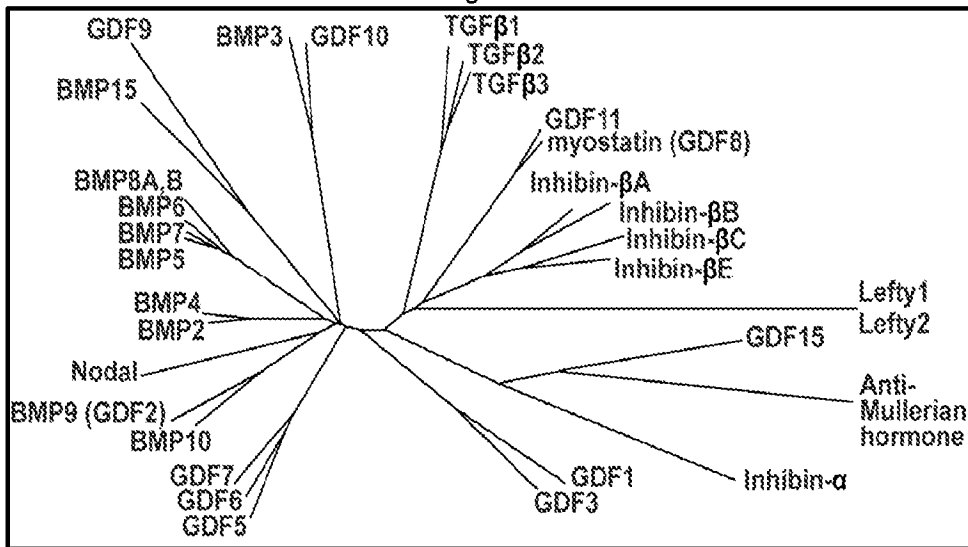 GDF9
BMP3
GDF10
TGFβ1
TGFβ2
TGFβ3
BMP15
GDF11
myostatin (GDF8)
BMP8A,B
BMP6
BMP7
BMP5
Inhibin-βA
Inhibin-βB
Inhibin-βC
Inhibin-βE
BMP4
BMP2
Lefty1
Lefty2
Nodal
GDF15
BMP9 (GDF2)
BMP10
Anti-
Mullerian
hormone
GDF7
GDF6
GDF5
GDF1
GDF3
Inhibin-α